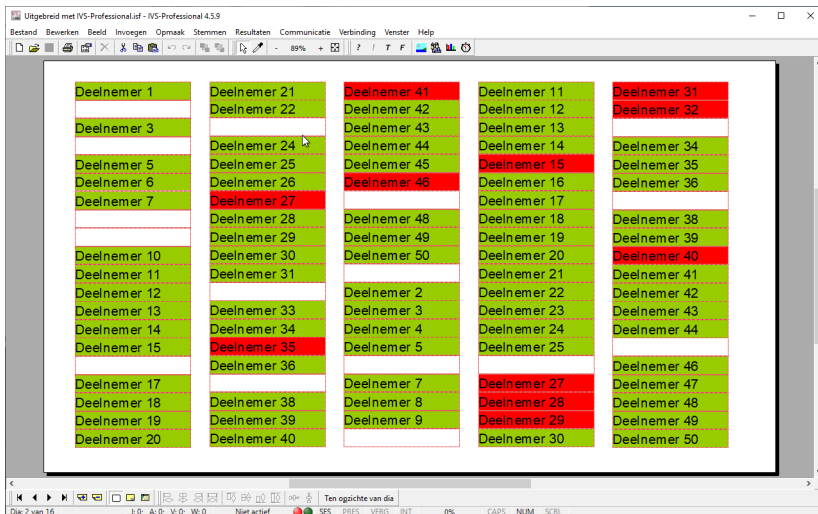 Uitgebreid met IVS-Professional.isf - IVS-Professional 4.5.9
Bestand Bewerken Beeld Invoegen Opmaak Stemmen Resultaten Communicatie Verbinding Venster Help
- 89% + ? ! T F
Deelnemer 1
Deelnemer 3
Deelnemer 5
Deelnemer 6
Deelnemer 7
Deelnemer 10
Deelnemer 11
Deelnemer 12
Deelnemer 13
Deelnemer 14
Deelnemer 15
Deelnemer 17
Deelnemer 18
Deelnemer 19
Deelnemer 20
Deelnemer 21
Deelnemer 22
Deelnemer 24
Deelnemer 25
Deelnemer 26
Deelnemer 27
Deelnemer 28
Deelnemer 29
Deelnemer 30
Deelnemer 31
Deelnemer 33
Deelnemer 34
Deelnemer 35
Deelnemer 36
Deelnemer 38
Deelnemer 39
Deelnemer 40
Deelnemer 41
Deelnemer 42
Deelnemer 43
Deelnemer 44
Deelnemer 45
Deelnemer 46
Deelnemer 48
Deelnemer 49
Deelnemer 50
Deelnemer 2
Deelnemer 3
Deelnemer 4
Deelnemer 5
Deelnemer 7
Deelnemer 8
Deelnemer 9
Deelnemer 11
Deelnemer 12
Deelnemer 13
Deelnemer 14
Deelnemer 15
Deelnemer 16
Deelnemer 17
Deelnemer 18
Deelnemer 19
Deelnemer 20
Deelnemer 21
Deelnemer 22
Deelnemer 23
Deelnemer 24
Deelnemer 25
Deelnemer 27
Deelnemer 28
Deelnemer 29
Deelnemer 30
Deelnemer 31
Deelnemer 32
Deelnemer 34
Deelnemer 35
Deelnemer 36
Deelnemer 38
Deelnemer 39
Deelnemer 40
Deelnemer 41
Deelnemer 42
Deelnemer 43
Deelnemer 44
Deelnemer 46
Deelnemer 47
Deelnemer 48
Deelnemer 49
Deelnemer 50
Ten opzichte van dia
Dia: 2 van 16 I: 0; A: 0; V: 0; W: 0 Niet actief SES PRES VERG INT 0% CAPS NUM SCRL